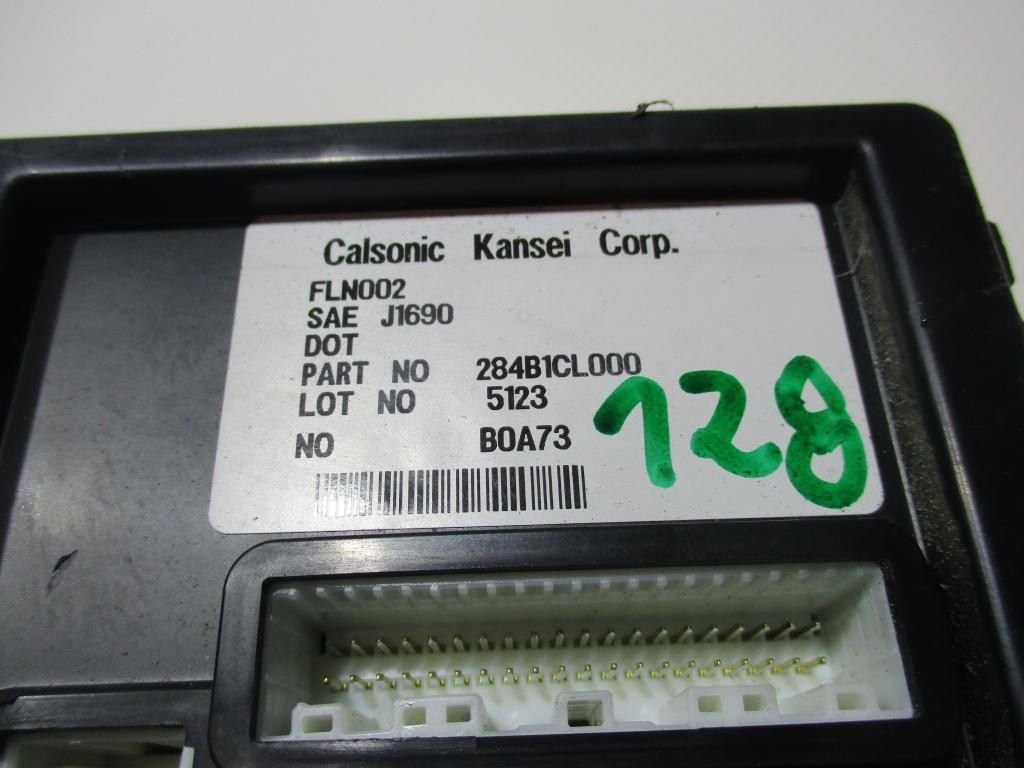 Calsonic Kansei Corp.
FLN002
SAE J1690
DOT
PART NO 284B1CL000
LOT NO 5123
NO B0A73
128